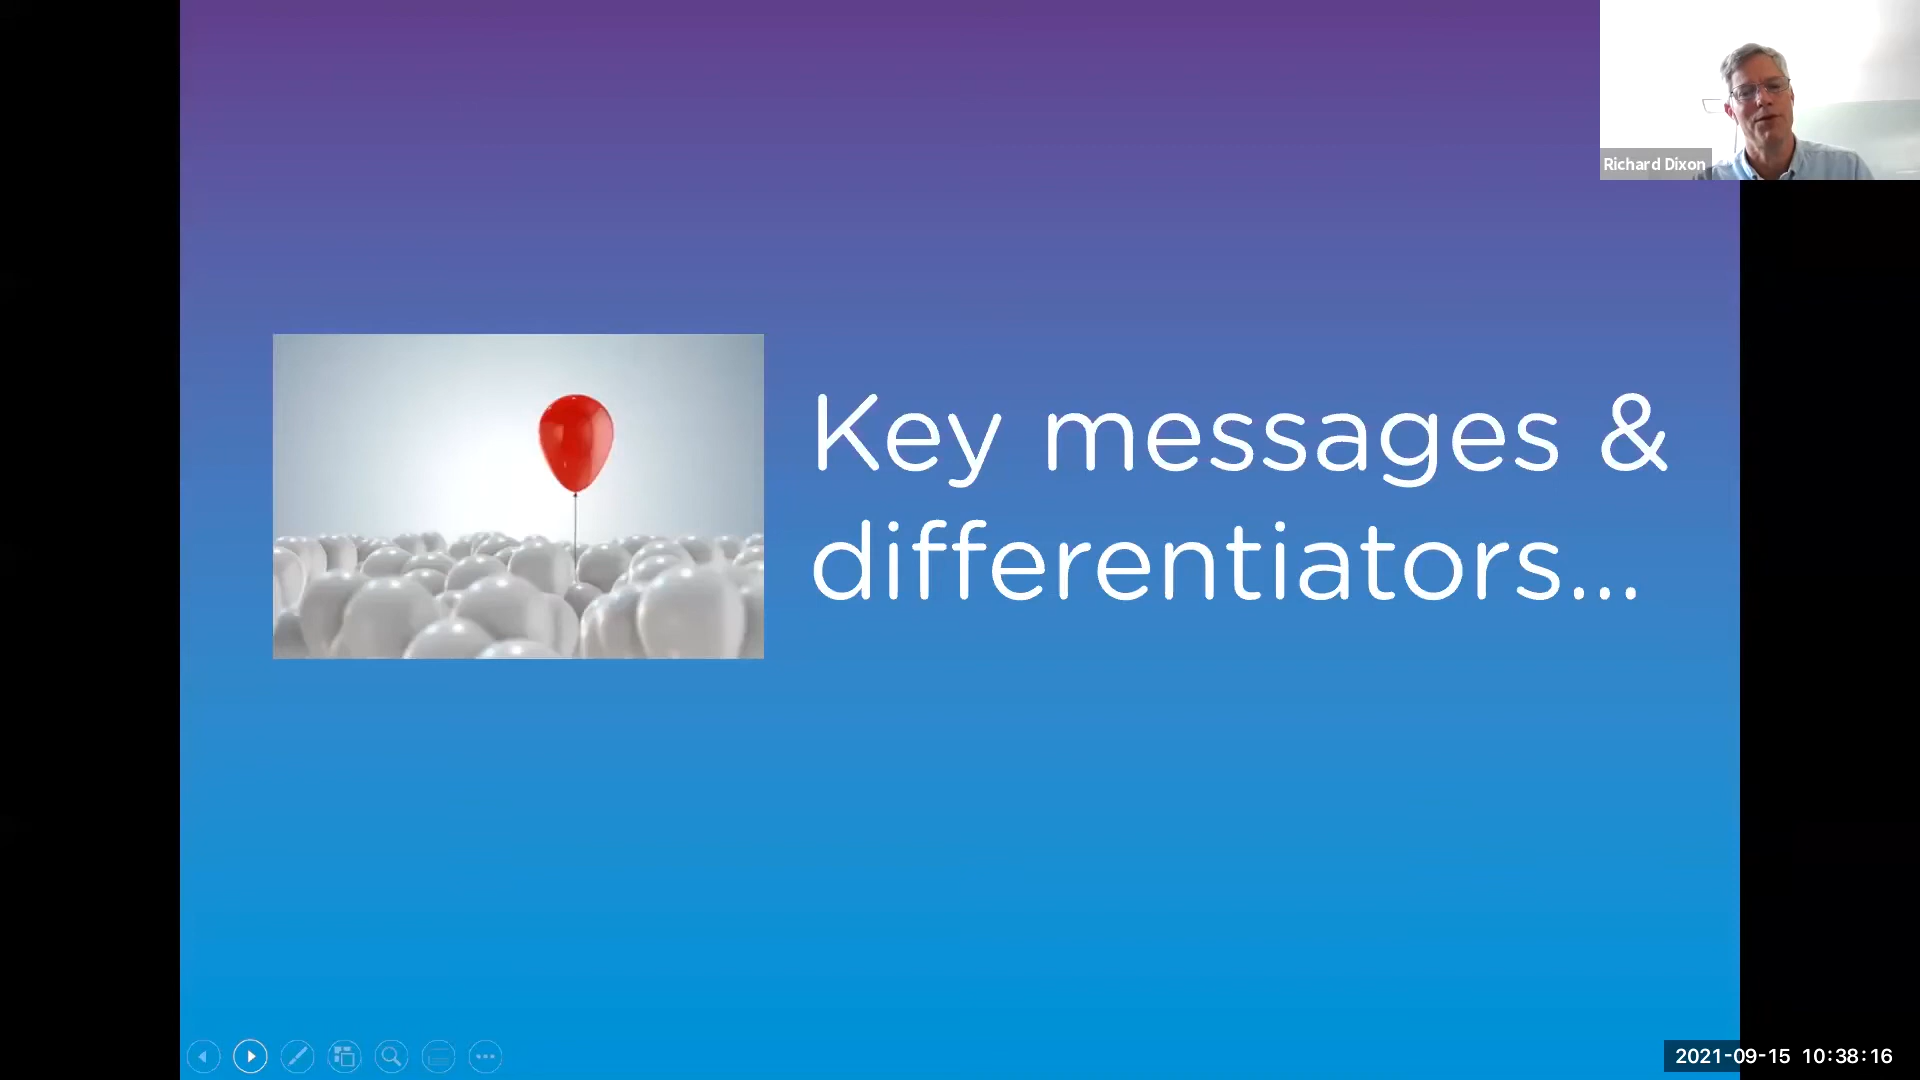 Richard Dixon
Key messages &
differentiators...
2021-09-15 10:38:16